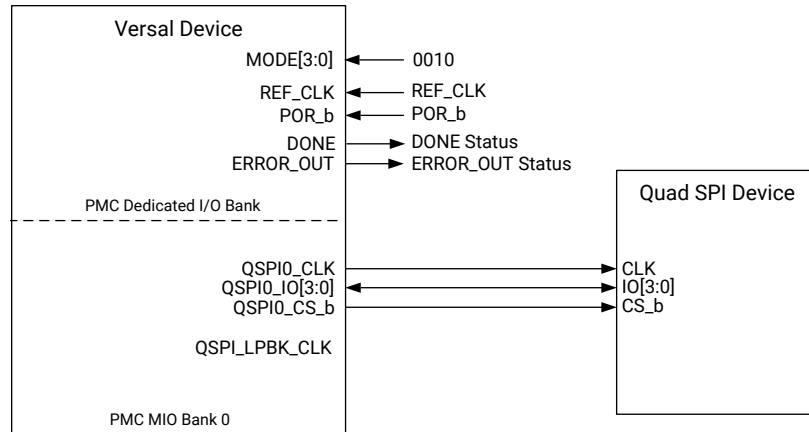 Versal Device
MODE[3:0] 0010
REF_CLK REF_CLK
POR_b POR_b
DONE DONE Status
ERROR_OUT ERROR_OUT Status
PMC Dedicated I/O Bank
Quad SPI Device
QSPI0_CLK CLK
QSPI0_IO[3:0] IO[3:0]
QSPI0_CS_b CS_b
QSPI_LPBK_CLK
PMC MIO Bank 0